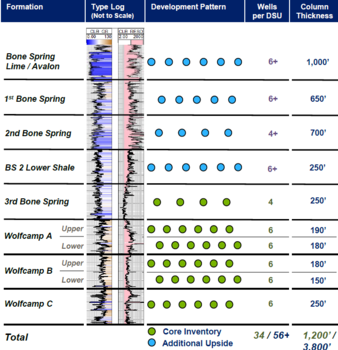 Formation
Type Log
(Not to Scale)
Development Pattern
Wells
per DSU
Column
Thickness
Bone Spring
Lime / Avalon
6+
1,000'
1st Bone Spring
6+
650'
2nd Bone Spring
4+
700'
BS 2 Lower Shale
6+
250'
3rd Bone Spring
4
250'
Wolfcamp A
Upper
6
190'
Lower
6
180'
Wolfcamp B
Upper
6
180'
Lower
6
150'
Wolfcamp C
6
250'
Total
Core Inventory
Additional Upside
34 / 56+
1,200' /
3,800'